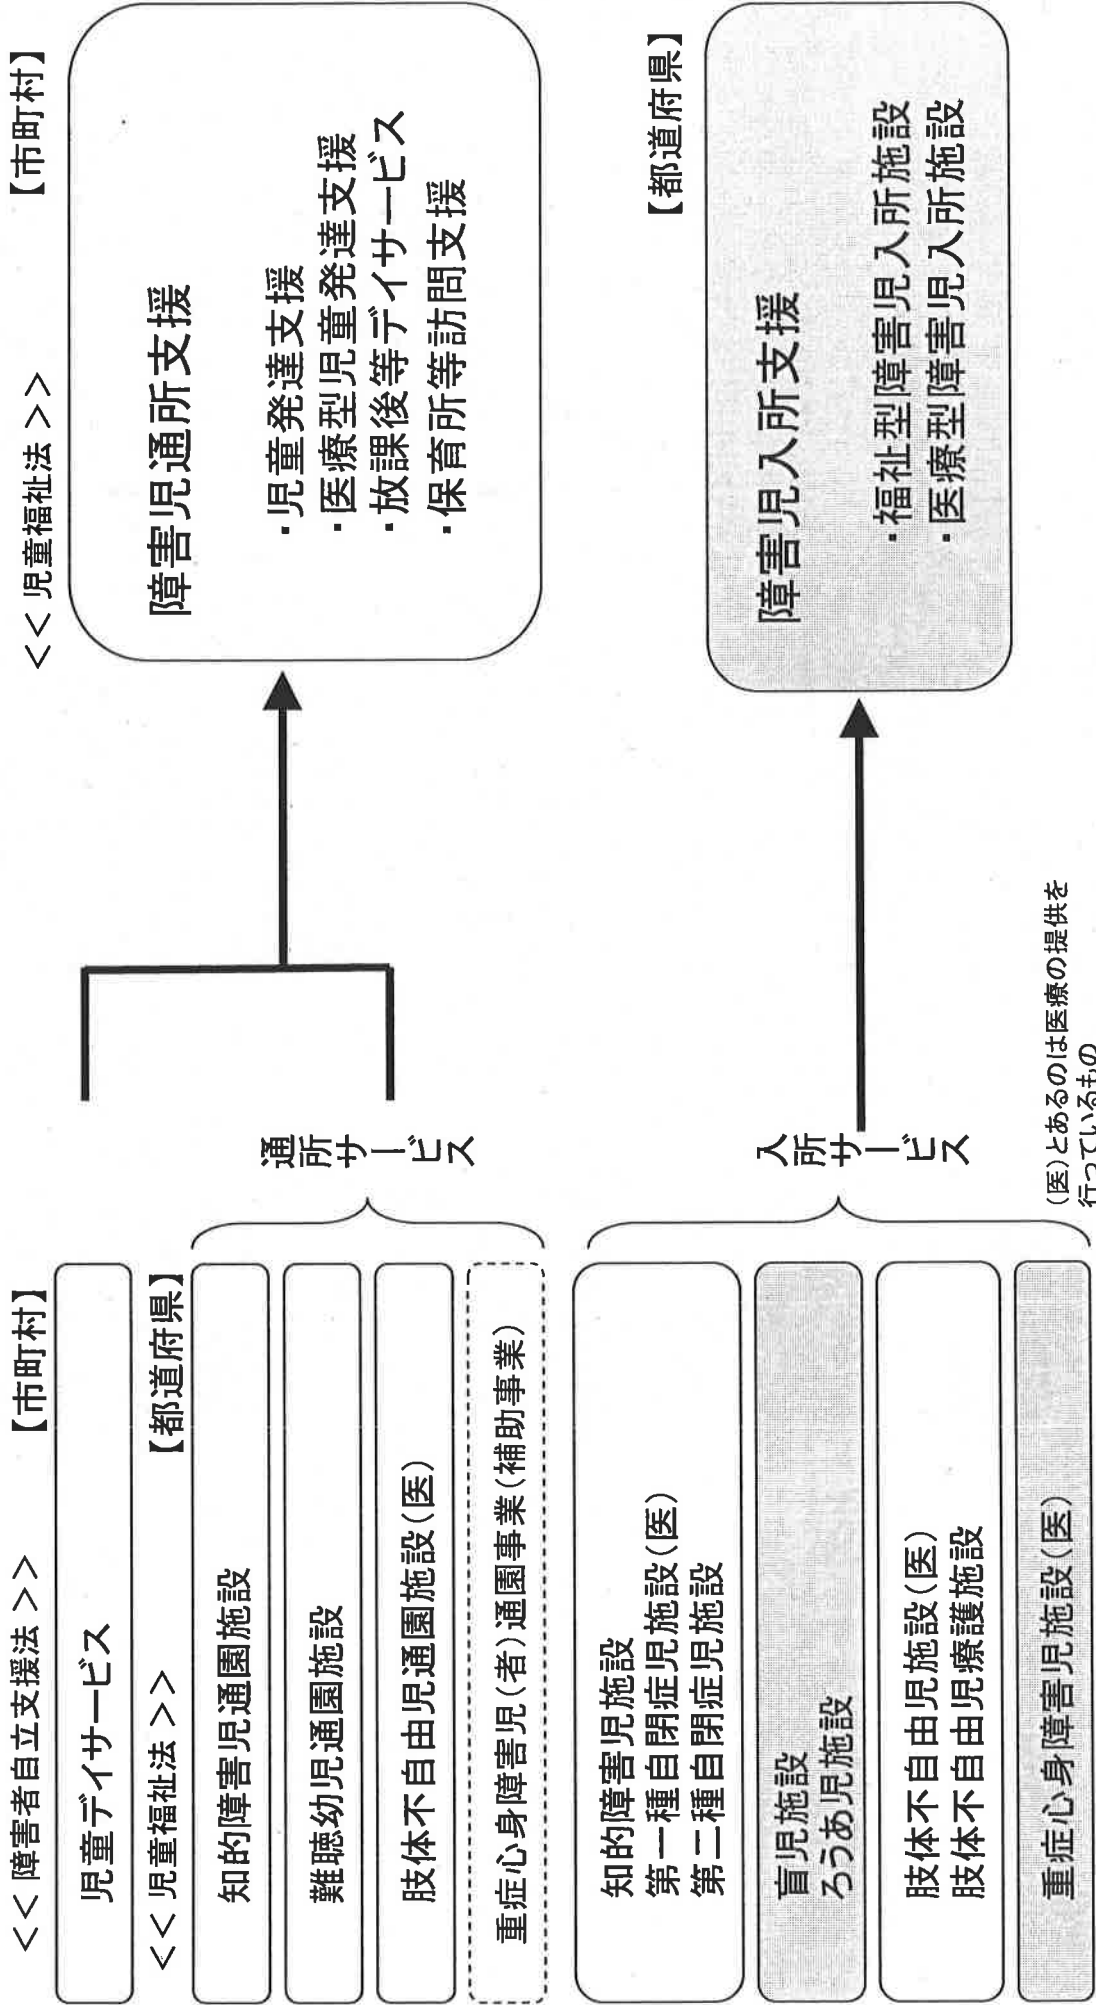 << 障害者自立支援法 >>
【市町村】
児童デイサービス
<< 児童福祉法 >>
【都道府県】
知的障害児通園施設
難聴幼児通園施設
肢体不自由児通園施設(医)
重症心身障害児(者)通園事業(補助事業)
通所サービス
知的障害児施設
第一種自閉症児施設(医)
第二種自閉症児施設
盲児施設
ろうあ児施設
肢体不自由児施設(医)
肢体不自由児療護施設
重症心身障害児施設(医)
入所サービス
(医)とあるのは医療の提供を
行っているもの
<< 児童福祉法 >>
【市町村】
障害児通所支援
・児童発達支援
・医療型児童発達支援
・放課後等デイサービス
・保育所等訪問支援
【都道府県】
障害児入所支援
・福祉型障害児入所施設
・医療型障害児入所施設